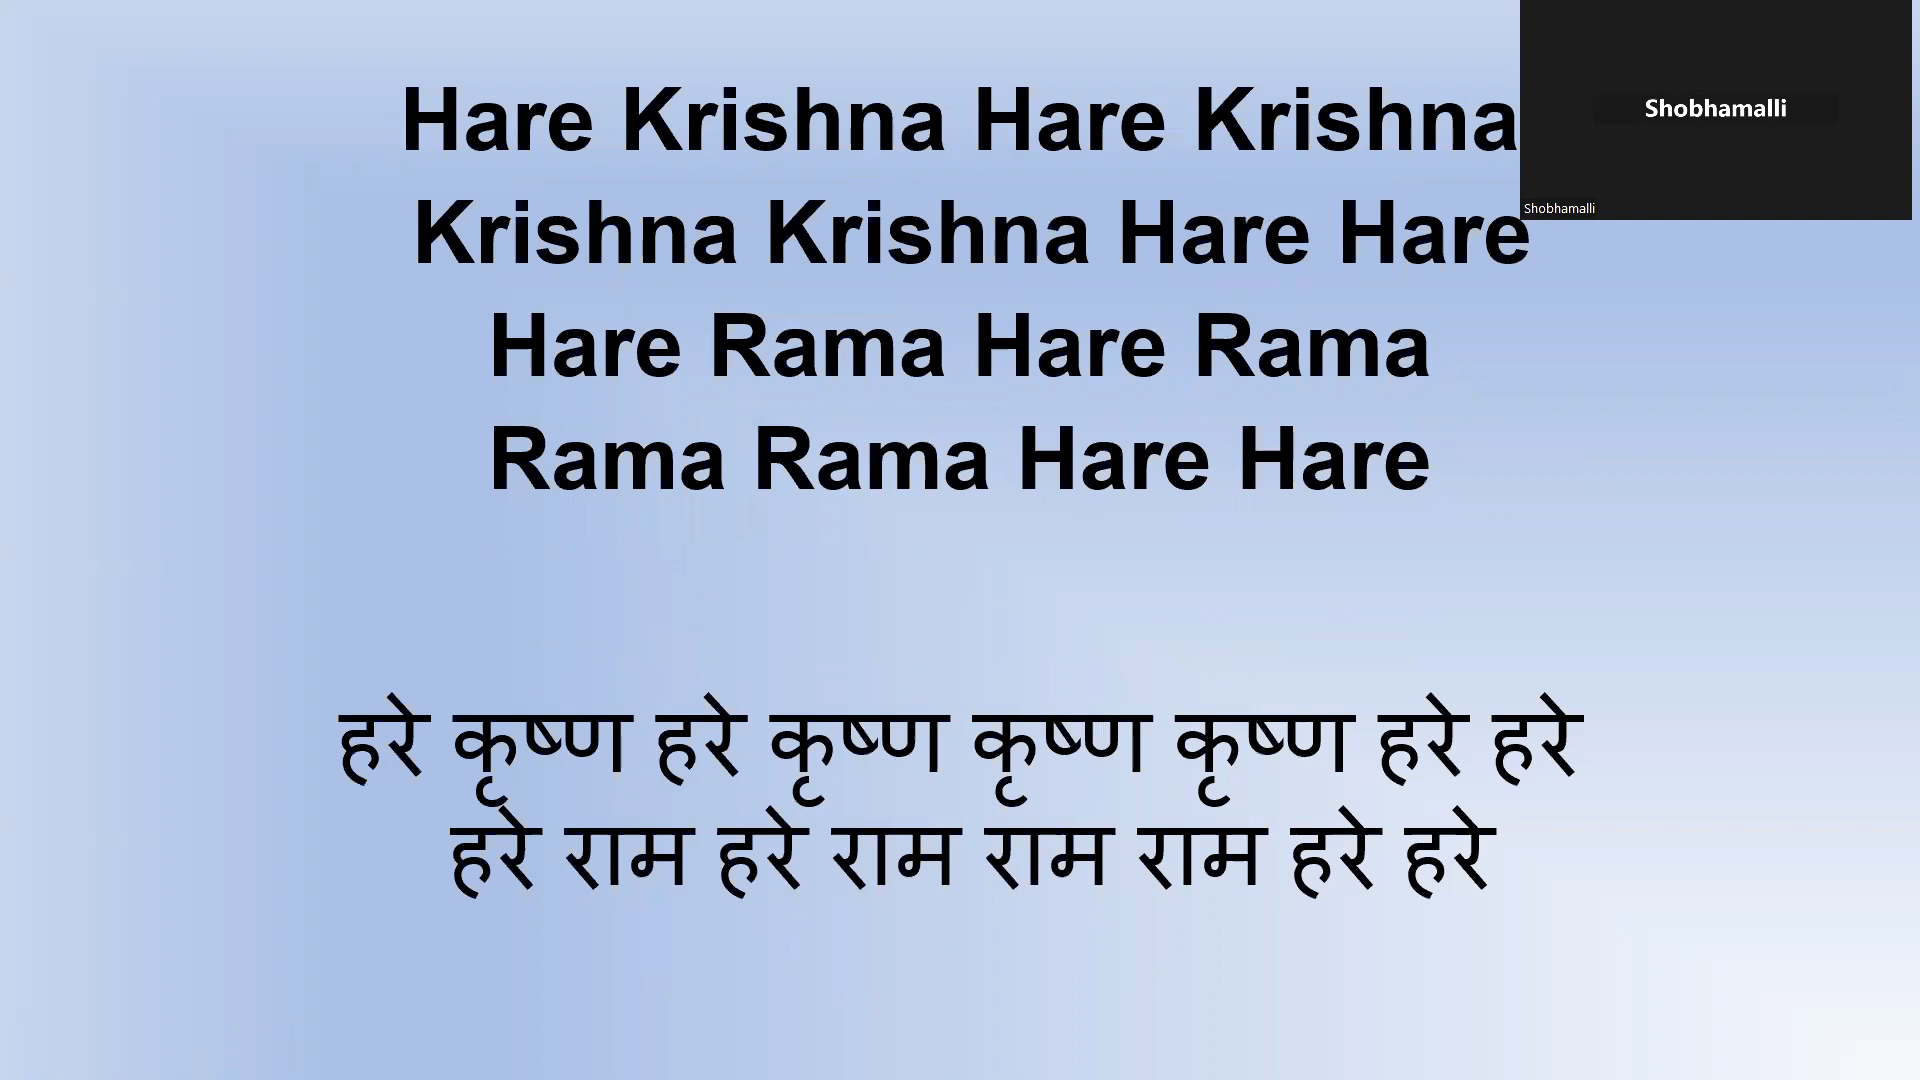 Hare Krishna Hare Krishna
Krishna Krishna Hare Hare
Hare Rama Hare Rama
Rama Rama Hare Hare
हरे कृष्ण हरे कृष्ण कृष्ण कृष्ण हरे हरे
हरे राम हरे राम राम राम हरे हरे
Shobhamalli
Shobhamalli